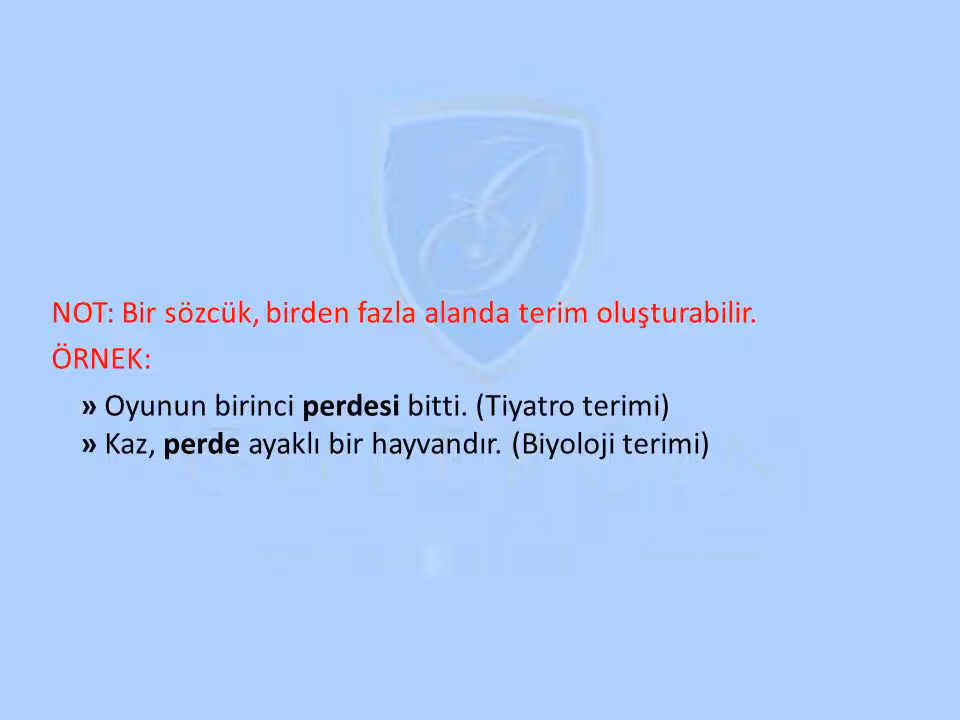 NOT: Bir sözcük, birden fazla alanda terim oluşturabilir.
ÖRNEK:
» Oyunun birinci perdesi bitti. (Tiyatro terimi)
» Kaz, perde ayaklı bir hayvandır. (Biyoloji terimi)